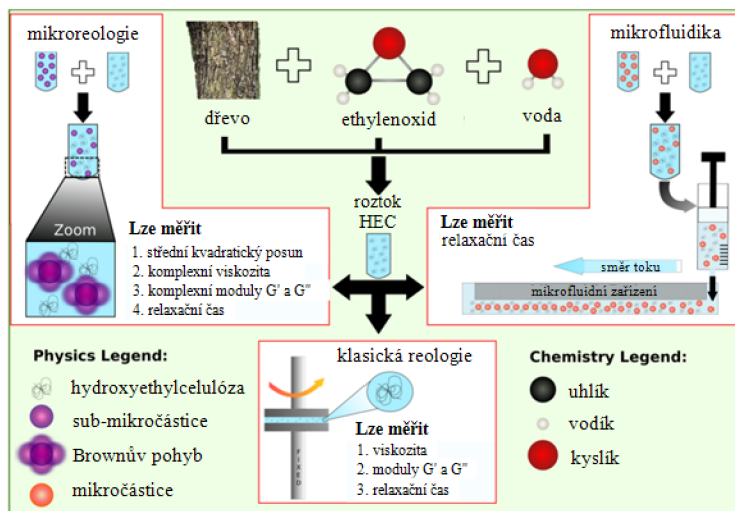 mikroreologie
dřevo
ethylenoxid
voda
mikrofluidika
roztok
HEC
Zoom
Lze měřit
1. střední kvadratický posun
2. komplexní viskozita
3. komplexní moduly G' a G"
4. relaxační čas
Lze měřit
relaxační čas
směr toku
mikrofluidní zařízení
Physics Legend:
hydroxyethylcelulóza
sub-mikročástice
Brownův pohyb
mikročástice
klasická reologie
FIXED
Lze měřit
1. viskozita
2. moduly G' a G"
3. relaxační čas
Chemistry Legend:
uhlík
vodík
kyslík